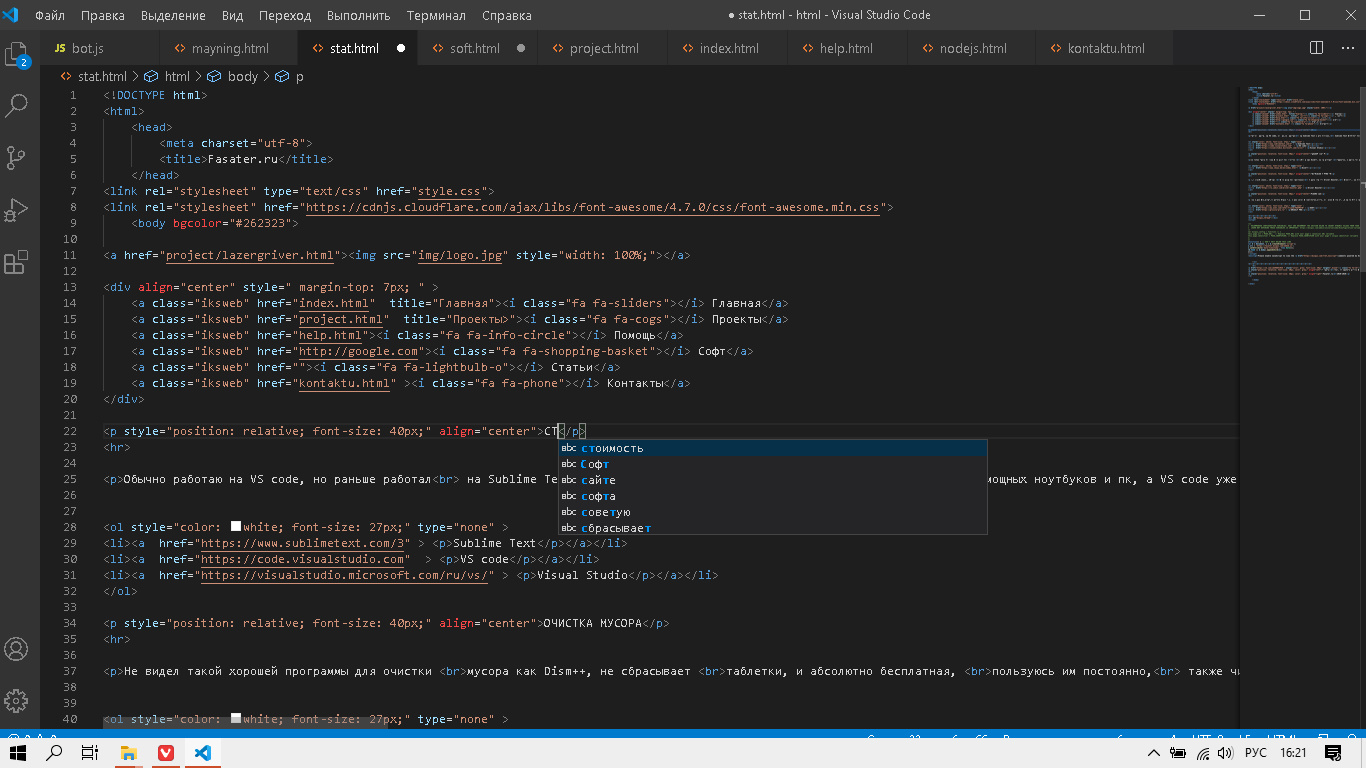 Файл Правка Выделение Вид Переход Выполнить Терминал Справка
● stat.html - html - Visual Studio Code
JS bot.js
mayning.html
stat.html
soft.html
project.html
index.html
help.html
nodejs.html
kontaktu.html
stat.html > html > body > p
2
1 <!DOCTYPE html>
2 <html>
3 <head>
4 <meta charset="utf-8">
5 <title>Fasater.ru</title>
6 </head>
7 <link rel="stylesheet" type="text/css" href="style.css">
8 <link rel="stylesheet" href="https://cdnjs.cloudflare.com/ajax/libs/font-awesome/4.7.0/css/font-awesome.min.css">
9 <body bgcolor="#262323">
10
11 <a href="project/lazergriver.html"><img src="img/logo.jpg" style="width: 100%;"></a>
12
13 <div align="center" style=" margin-top: 7px; " >
14 <a class="iksweb" href="index.html"  title="Главная"><i class="fa fa-sliders"></i> Главная</a>
15 <a class="iksweb" href="project.html"  title="Проекты>"><i class="fa fa-cogs"></i> Проекты</a>
16 <a class="iksweb" href="help.html"><i class="fa fa-info-circle"></i> Помощь</a>
17 <a class="iksweb" href="http://google.com"><i class="fa fa-shopping-basket"></i> Софт</a>
18 <a class="iksweb" href=""><i class="fa fa-lightbulb-o"></i> Статьи</a>
19 <a class="iksweb" href="kontaktu.html" ><i class="fa fa-phone"></i> Контакты</a>
20 </div>
21
22 <p style="position: relative; font-size: 40px;" align="center">СТ</p>
23 <hr>
abc стоимость
abc Софт
abc сайте
abc софта
abc советую
abc сбрасывает
24
25 <p>Обычно работаю на VS code, но раньше работал<br> на Sublime Te мощных ноутбуков и пк, а VS code уже
26
27
28 <ol style="color: white; font-size: 27px;" type="none" >
29 <li><a  href="https://www.sublimetext.com/3" > <p>Sublime Text</p></a></li>
30 <li><a  href="https://code.visualstudio.com"  > <p>VS code</p></a></li>
31 <li><a  href="https://visualstudio.microsoft.com/ru/vs/" > <p>Visual Studio</p></a></li>
32 </ol>
33
34 <p style="position: relative; font-size: 40px;" align="center">ОЧИСТКА МУСОРА</p>
35 <hr>
36
37 <p>Не видел такой хорошей программы для очистки <br>мусора как Dism++, не сбрасывает <br>таблетки, и абсолютно бесплатная, <br>пользуюсь им постоянно,<br> также чи
38
39
40 <ol style="color: white; font-size: 27px;" type="none" >
РУС
16:21